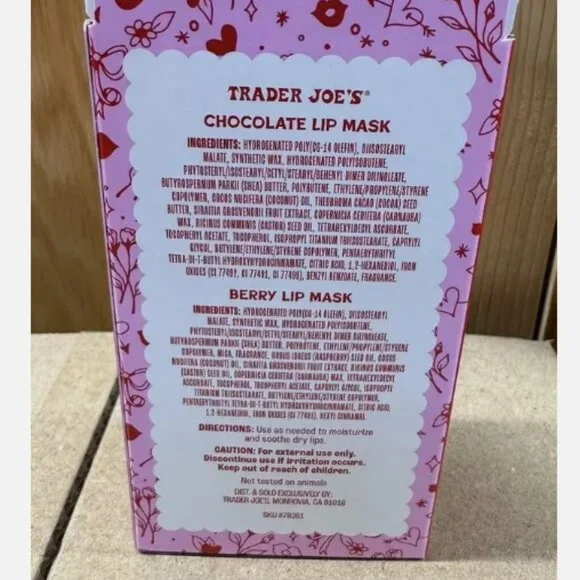 TRADER JOE'S®
CHOCOLATE LIP MASK
INGREDIENTS: HYDROGENATED POLY(C6-14 OLEFIN), DIISOSTEARYL
MALATE, SYNTHETIC WAX, HYDROGENATED POLYISOBUTENE,
PHYTOSTERYL/ISOSTEARYL/CETYL/STEARYL/BEHENYL DIMER DILINOLEATE,
BUTYROSPERMUM PARKII (SHEA) BUTTER, POLYBUTENE, ETHYLENE/PROPYLENE/STYRENE
COPOLYMER, COCOS NUCIFERA (COCONUT) OIL, THEOBROMA CACAO (COCOA) SEED
BUTTER, SIRAITIA GROSVENORII FRUIT EXTRACT, COPERNICIA CERIFERA (CARNAUBA)
WAX, RICINUS COMMUNIS (CASTOR) SEED OIL, TETRAHEXYLDECYL ASCORBATE,
TOCOPHERYL ACETATE, TOCOPHEROL, ISOPROPYL TITANIUM TRIISOSTEARATE, CAPRYLYL
GLYCOL, BUTYLENE/ETHYLENE/STYRENE COPOLYMER, PENTAERYTHRITYL
TETRA-DI-T-BUTYL HYDROXYHYDROCINNAMATE, CITRIC ACID, 1,2-HEXANEDIOL, IRON
OXIDES (CI 77492, CI 77491, CI 77499), BENZYL BENZOATE, FRAGRANCE.
BERRY LIP MASK
INGREDIENTS: HYDROGENATED POLY(C6-14 OLEFIN), DIISOSTEARYL
MALATE, SYNTHETIC WAX, HYDROGENATED POLYISOBUTENE,
PHYTOSTERYL/ISOSTEARYL/CETYL/STEARYL/BEHENYL DIMER DILINOLEATE,
BUTYROSPERMUM PARKII (SHEA) BUTTER, POLYBUTENE, ETHYLENE/PROPYLENE/STYRENE
COPOLYMER, MICA, FRAGRANCE, RUBUS IDAEUS (RASPBERRY) SEED OIL, COCOS
NUCIFERA (COCONUT) OIL, SIRAITIA GROSVENORII FRUIT EXTRACT, RICINUS COMMUNIS
(CASTOR) SEED OIL, COPERNICIA CERIFERA (CARNAUBA) WAX, TETRAHEXYLDECYL
ASCORBATE, TOCOPHEROL, TOCOPHERYL ACETATE, CAPRYLYL GLYCOL, ISOPROPYL
TITANIUM TRIISOSTEARATE, BUTYLENE/ETHYLENE/STYRENE COPOLYMER,
PENTAERYTHRITYL TETRA-DI-T-BUTYL HYDROXYHYDROCINNAMATE, CITRIC ACID,
1,2-HEXANEDIOL, IRON OXIDES (CI 77491), HEXYL CINNAMAL
DIRECTIONS: Use as needed to moisturize
and soothe dry lips.
CAUTION: For external use only.
Discontinue use if irritation occurs.
Keep out of reach of children.
Not tested on animals
DIST. & SOLD EXCLUSIVELY BY:
TRADER JOE'S, MONROVIA, CA 91016
SKU #78361